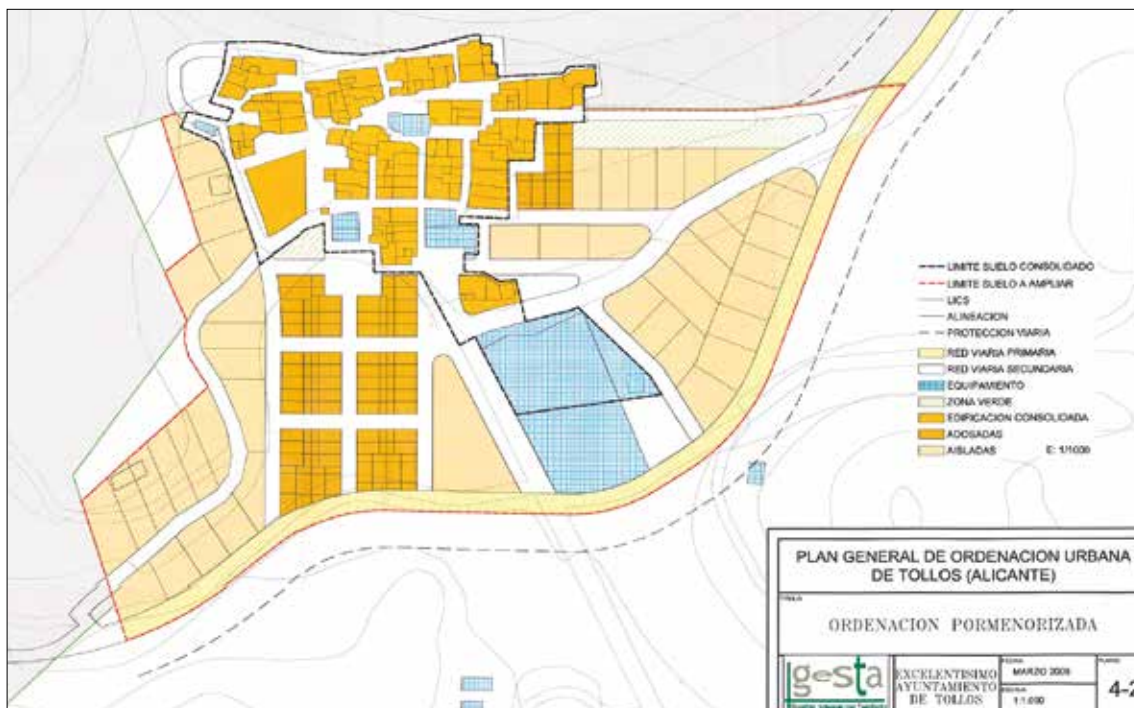 LIMITE SUELO CONSOLIDADO
LIMITE SUELO A AMPLIAR
UCS
ALINEACION
PROTECCION VIARIA
RED VIARIA PRIMARIA
RED VIARIA SECUNDARIA
EQUIPAMIENTO
ZONA VERDE
EDIFICACION CONSOLIDADA
ADOSADAS
AISLADAS E: 1/1000
PLAN GENERAL DE ORDENACION URBANA
DE TOLLOS (ALICANTE)
ORDENACION PORMENORIZADA
gesta
EXCELENTISIMO
AYUNTAMIENTO
DE TOLLOS
MARZO
1:1.000
4-2